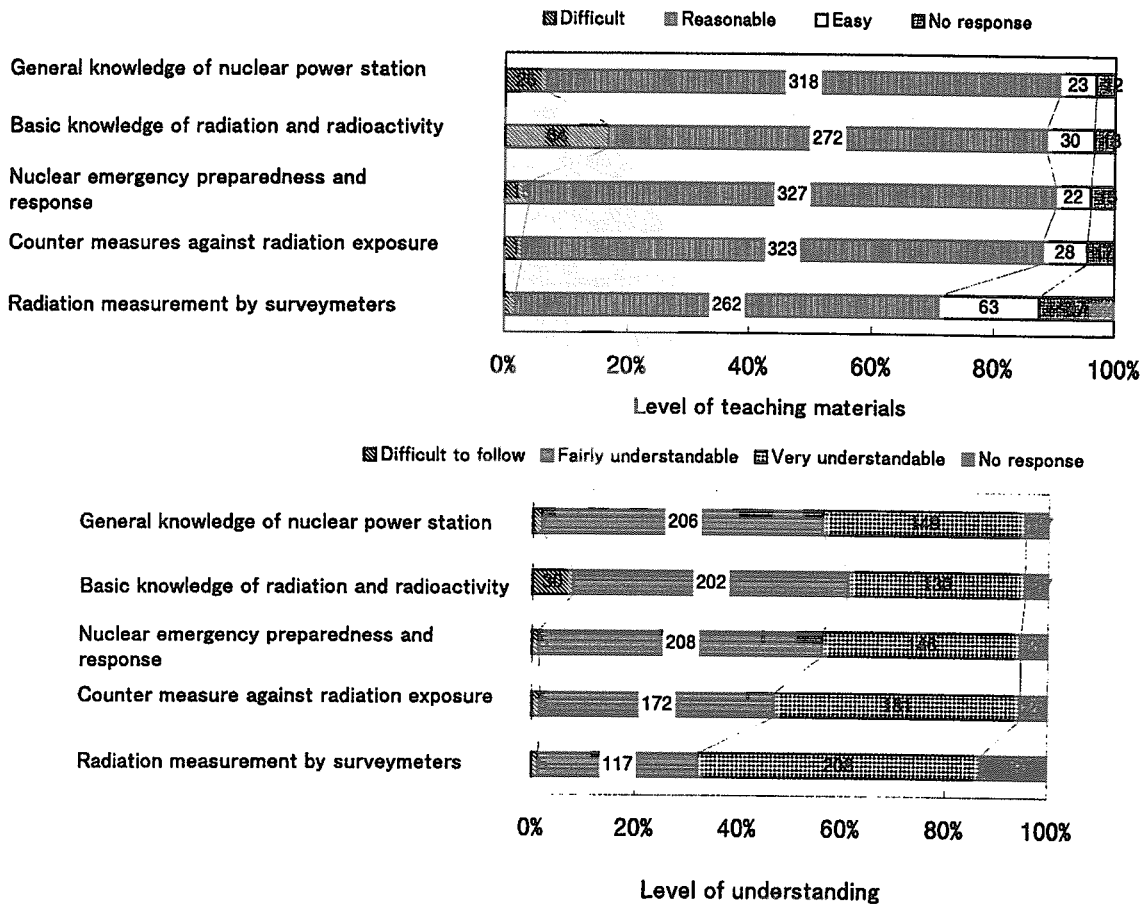 Difficult Reasonable Easy No response
General knowledge of nuclear power station
318 23
Basic knowledge of radiation and radioactivity
64 272 30
Nuclear emergency preparedness and
response
327 22
Counter measures against radiation exposure
323 28
Radiation measurement by surveymeters
262 63
0% 20% 40% 60% 80% 100%
Level of teaching materials
Difficult to follow Fairly understandable Very understandable No response
General knowledge of nuclear power station
206
Basic knowledge of radiation and radioactivity
30 202
Nuclear emergency preparedness and
response
208
Counter measure against radiation exposure
172 181
Radiation measurement by surveymeters
117
0% 20% 40% 60% 80% 100%
Level of understanding